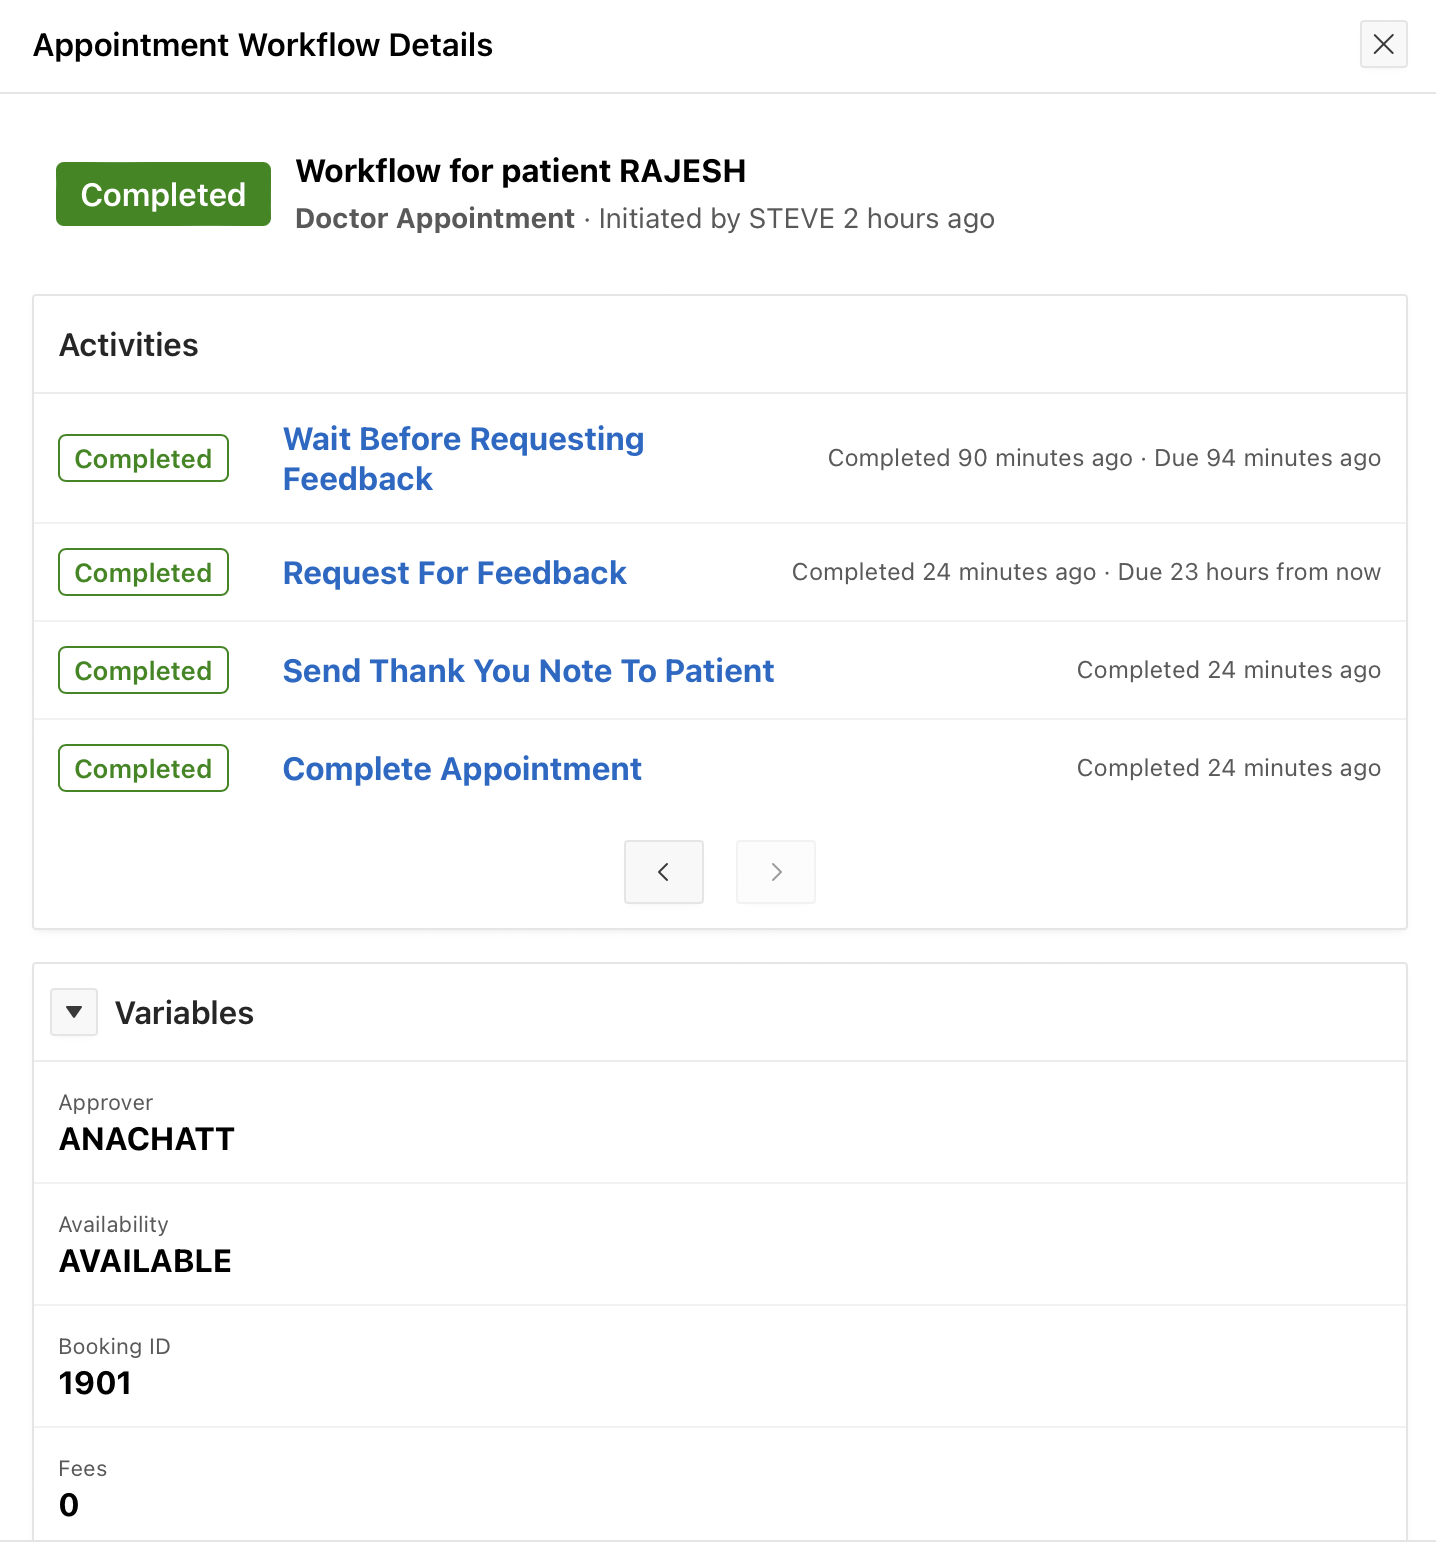 Appointment Workflow Details
Completed
Workflow for patient RAJESH
Doctor Appointment · Initiated by STEVE 2 hours ago
Activities
Completed
Wait Before Requesting
Feedback
Completed 90 minutes ago · Due 94 minutes ago
Completed
Request For Feedback
Completed 24 minutes ago · Due 23 hours from now
Completed
Send Thank You Note To Patient
Completed 24 minutes ago
Completed
Complete Appointment
Completed 24 minutes ago
Variables
Approver
ANACHATT
Availability
AVAILABLE
Booking ID
1901
Fees
0